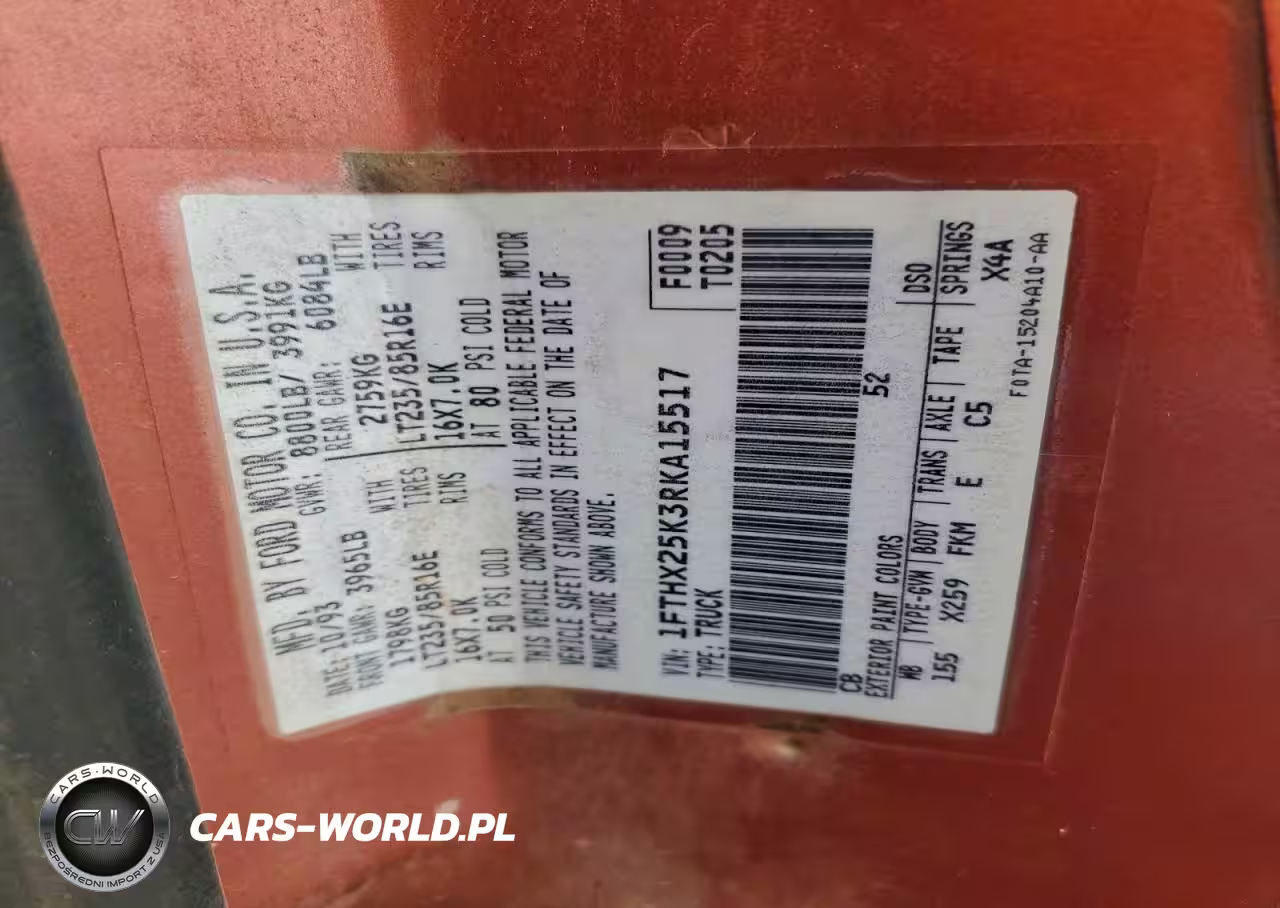 MFD. BY FORD MOTOR CO. IN U.S.A.
DATE: 10/93 GVWR: 8800LB/ 3991KG
FRONT GAWR: 3965LB REAR GAWR: 6084LB
1798KG WITH 2759KG WITH
LT235/85R16E TIRES LT235/85R16E TIRES
16X7.0K RIMS 16X7.0K RIMS
AT 50 PSI COLD AT 80 PSI COLD
THIS VEHICLE CONFORMS TO ALL APPLICABLE FEDERAL MOTOR
VEHICLE SAFETY STANDARDS IN EFFECT ON THE DATE OF
MANUFACTURE SHOWN ABOVE.
VIN: 1FTHX25K3RKA15517 F0009
TYPE: TRUCK T0205
CB 52
EXTERIOR PAINT COLORS DSO
WB TYPE-GVW BODY TRANS AXLE TAPE SPRINGS
155 X259 FKM E C5 X4A
F0TA-15204A10-AA
CARS-WORLD
CW
BEZPOŚREDNI IMPORT Z USA
CARS-WORLD.PL